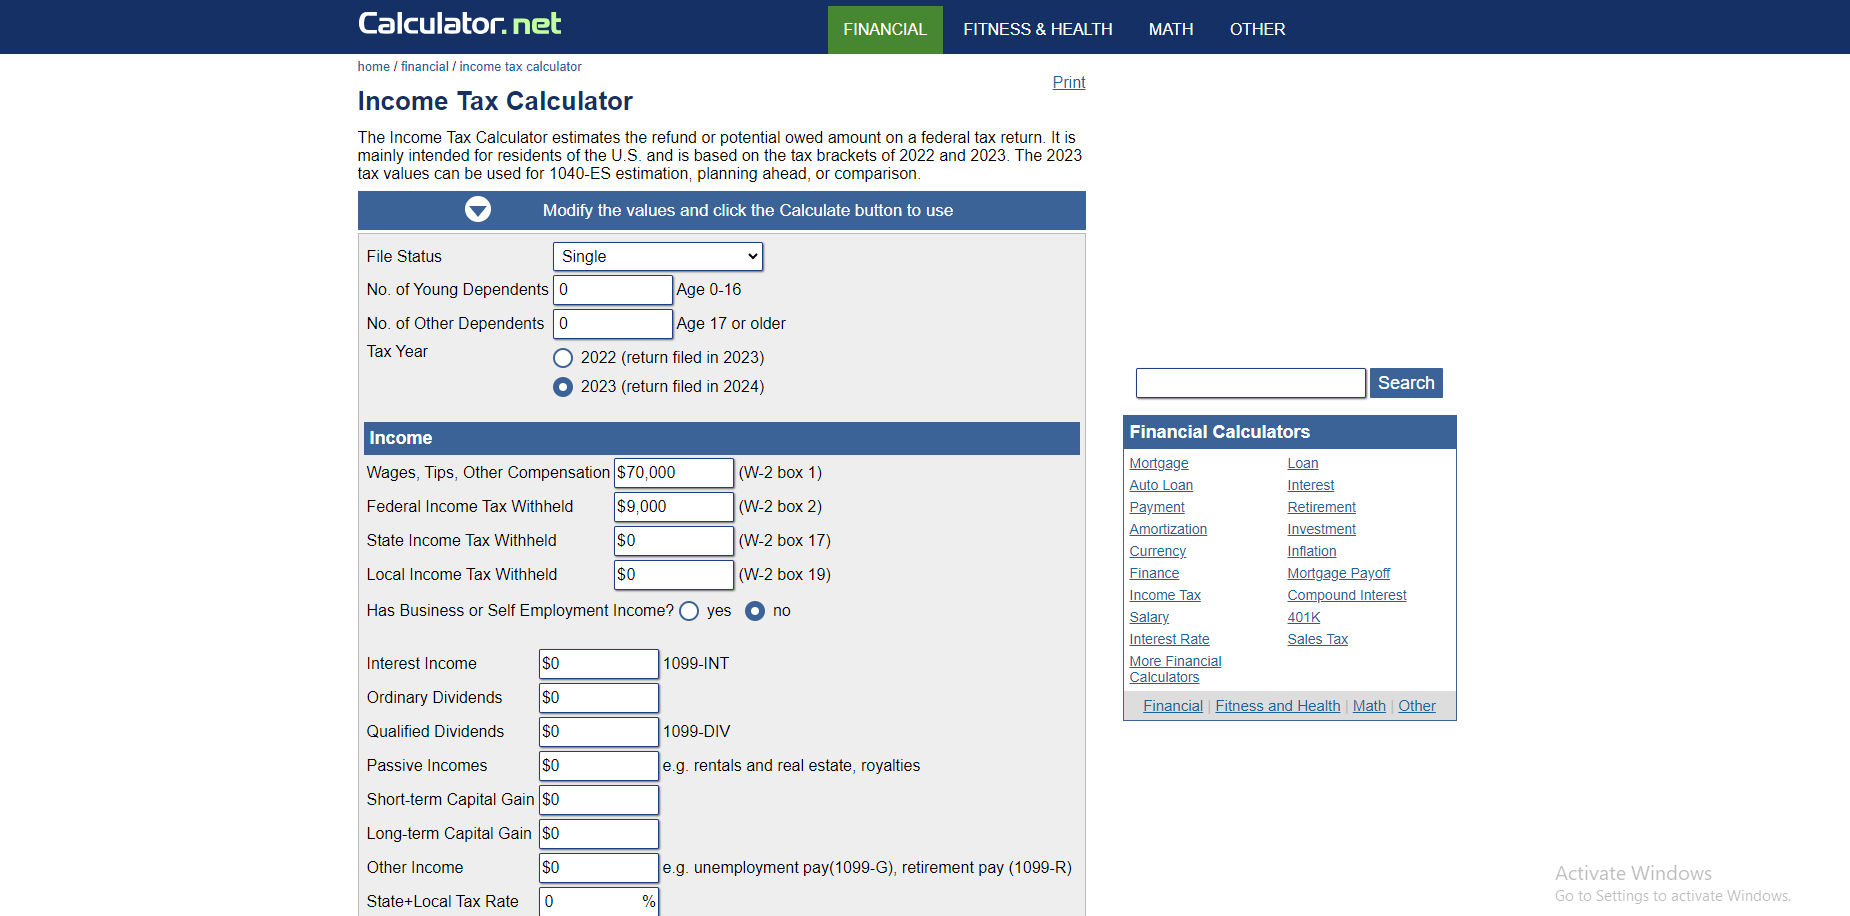 Calculator.net
FINANCIAL FITNESS & HEALTH MATH OTHER
home / financial / income tax calculator
Print
Income Tax Calculator
The Income Tax Calculator estimates the refund or potential owed amount on a federal tax return. It is
mainly intended for residents of the U.S. and is based on the tax brackets of 2022 and 2023. The 2023
tax values can be used for 1040-ES estimation, planning ahead, or comparison.
Modify the values and click the Calculate button to use
File Status Single
No. of Young Dependents 0 Age 0-16
No. of Other Dependents 0 Age 17 or older
Tax Year
2022 (return filed in 2023)
2023 (return filed in 2024)
Income
Wages, Tips, Other Compensation $70,000 (W-2 box 1)
Federal Income Tax Withheld $9,000 (W-2 box 2)
State Income Tax Withheld $0 (W-2 box 17)
Local Income Tax Withheld $0 (W-2 box 19)
Has Business or Self Employment Income? yes no
Interest Income $0 1099-INT
Ordinary Dividends $0
Qualified Dividends $0 1099-DIV
Passive Incomes $0 e.g. rentals and real estate, royalties
Short-term Capital Gain $0
Long-term Capital Gain $0
Other Income $0 e.g. unemployment pay(1099-G), retirement pay (1099-R)
State+Local Tax Rate 0 %
Search
Financial Calculators
Mortgage Loan
Auto Loan Interest
Payment Retirement
Amortization Investment
Currency Inflation
Finance Mortgage Payoff
Income Tax Compound Interest
Salary 401K
Interest Rate Sales Tax
More Financial
Calculators
Financial | Fitness and Health | Math | Other
Activate Windows
Go to Settings to activate Windows.